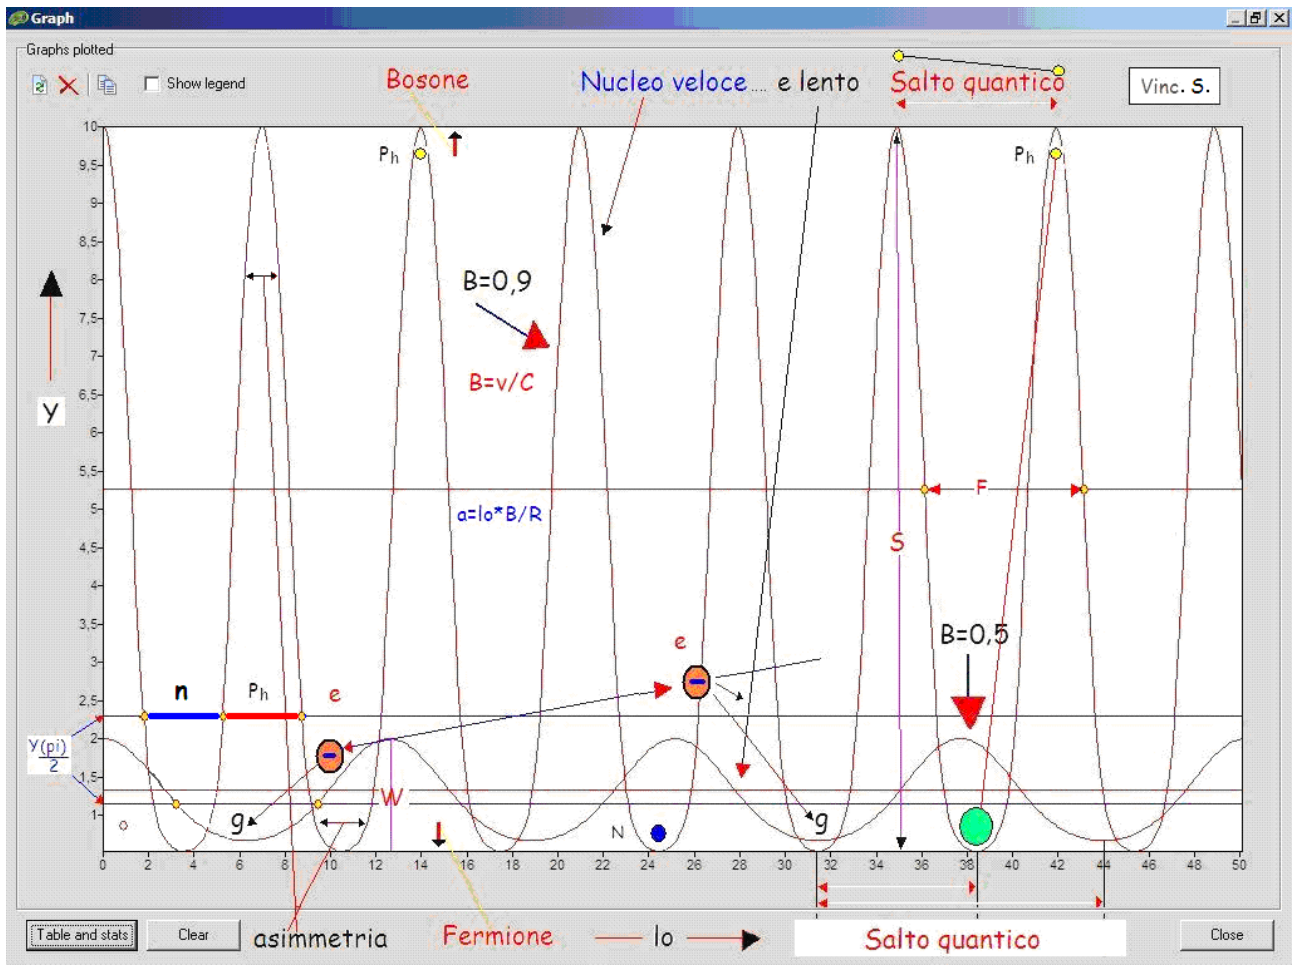 Graph
Graphs plotted
Show legend
Bosone
Nucleo veloce .... e lento
Salto quantico
Vinc. S.
10
9,5
9
8,5
8
7,5
7
6,5
6
5,5
5
4,5
4
3,5
3
2,5
2
1,5
1
Ph
Ph
B=0,9
B=v/C
Y
a=lo*B/R
F
S
B=0,5
e
n
Ph
e
Y(pi)
2
W
g
N
g
0 2 4 6 8 10 12 14 16 18 20 22 24 26 28 30 32 34 36 38 40 42 44 46 48 50
Table and stats
Clear
asimmetria
Fermione
lo
Salto quantico
Close